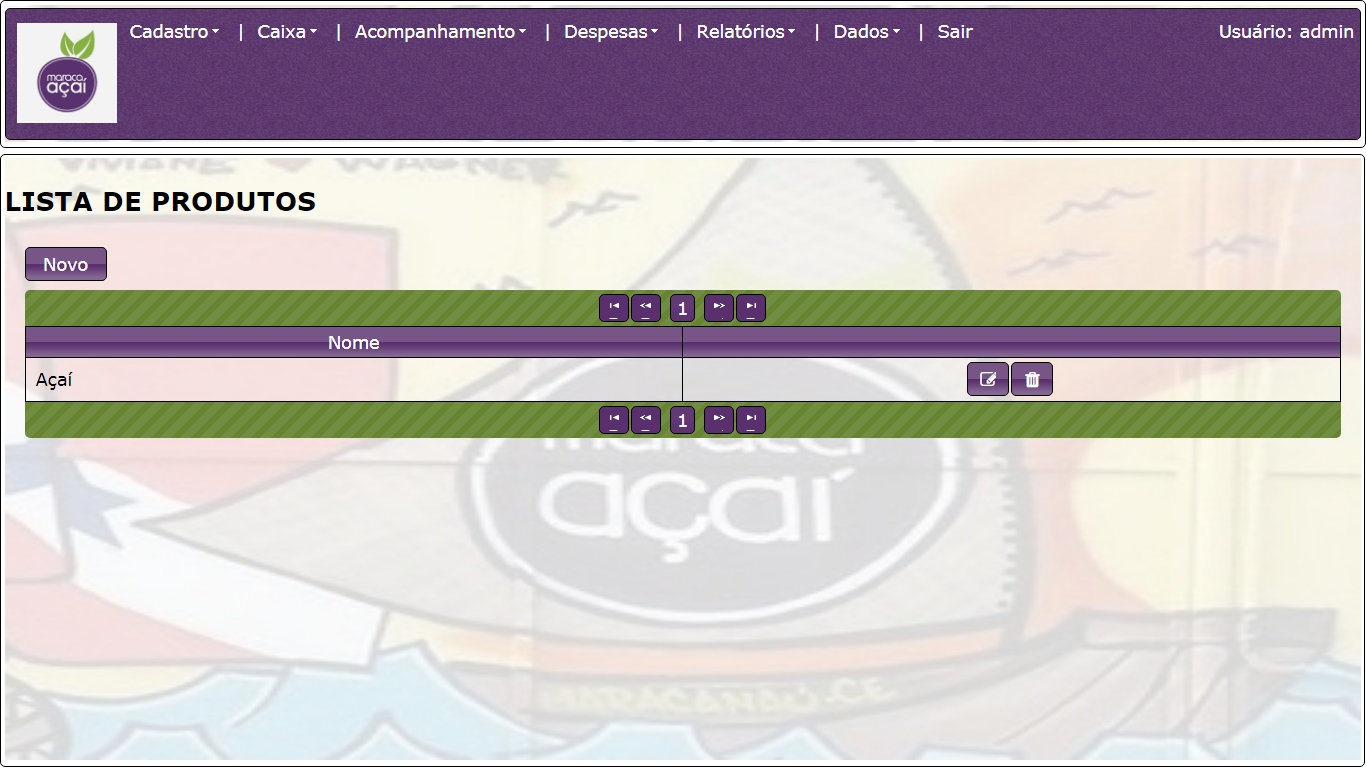 Cadastro | Caixa | Acompanhamento | Despesas | Relatórios | Dados | Sair Usuário: admin
maraca
açaí
VIVIANE WAGNER
LISTA DE PRODUTOS
Novo
1
Nome
Açaí
1
maraca
açaí
MARACANAÚ-CE